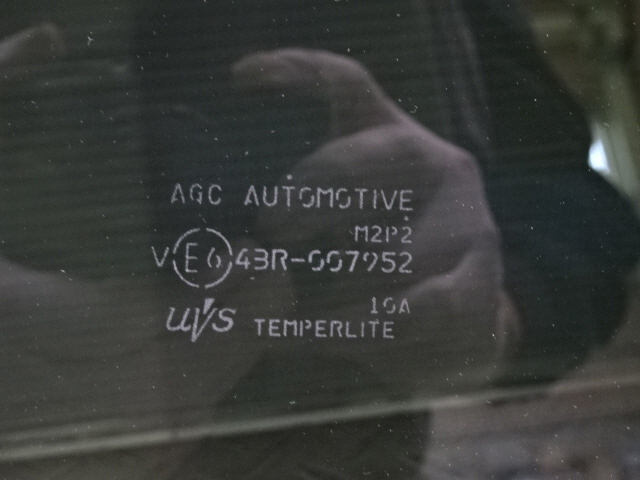 AGC AUTOMOTIVE
M2P2
V E6 43R-007952
UVS TEMPERLITE 10A